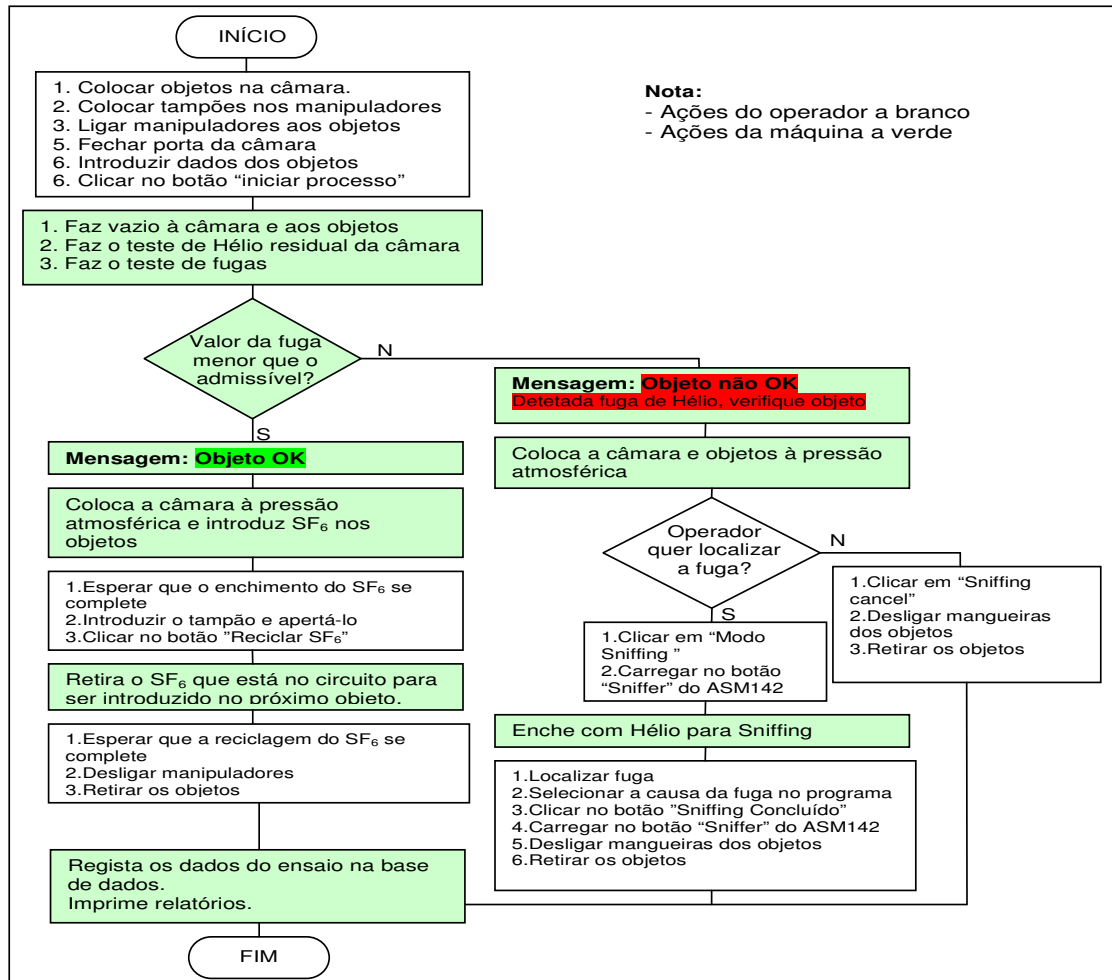 INÍCIO
1. Colocar objetos na câmara.
2. Colocar tampões nos manipuladores
3. Ligar manipuladores aos objetos
5. Fechar porta da câmara
6. Introduzir dados dos objetos
6. Clicar no botão “iniciar processo”
Nota:
- Ações do operador a branco
- Ações da máquina a verde
1. Faz vazio à câmara e aos objetos
2. Faz o teste de Hélio residual da câmara
3. Faz o teste de fugas
Valor da fuga
menor que o
admissível?
N
S
Mensagem: Objeto OK
Coloca a câmara à pressão
atmosférica e introduz SF₆ nos
objetos
1.Esperar que o enchimento do SF₆ se
complete
2.Introduzir o tampão e apertá-lo
3.Clicar no botão ”Reciclar SF₆”
Retira o SF₆ que está no circuito para
ser introduzido no próximo objeto.
1.Esperar que a reciclagem do SF₆ se
complete
2.Desligar manipuladores
3.Retirar os objetos
Mensagem: Objeto não OK
Detetada fuga de Hélio, verifique objeto
Coloca a câmara e objetos à pressão
atmosférica
Operador
quer localizar
a fuga?
N
S
1.Clicar em “Sniffing
cancel”
2.Desligar mangueiras
dos objetos
3.Retirar os objetos
1.Clicar em “Modo
Sniffing ”
2.Carregar no botão
“Sniffer” do ASM142
Enche com Hélio para Sniffing
1.Localizar fuga
2.Selecionar a causa da fuga no programa
3.Clicar no botão ”Sniffing Concluído”
4.Carregar no botão “Sniffer” do ASM142
5.Desligar mangueiras dos objetos
6.Retirar os objetos
Regista os dados do ensaio na base
de dados.
Imprime relatórios.
FIM